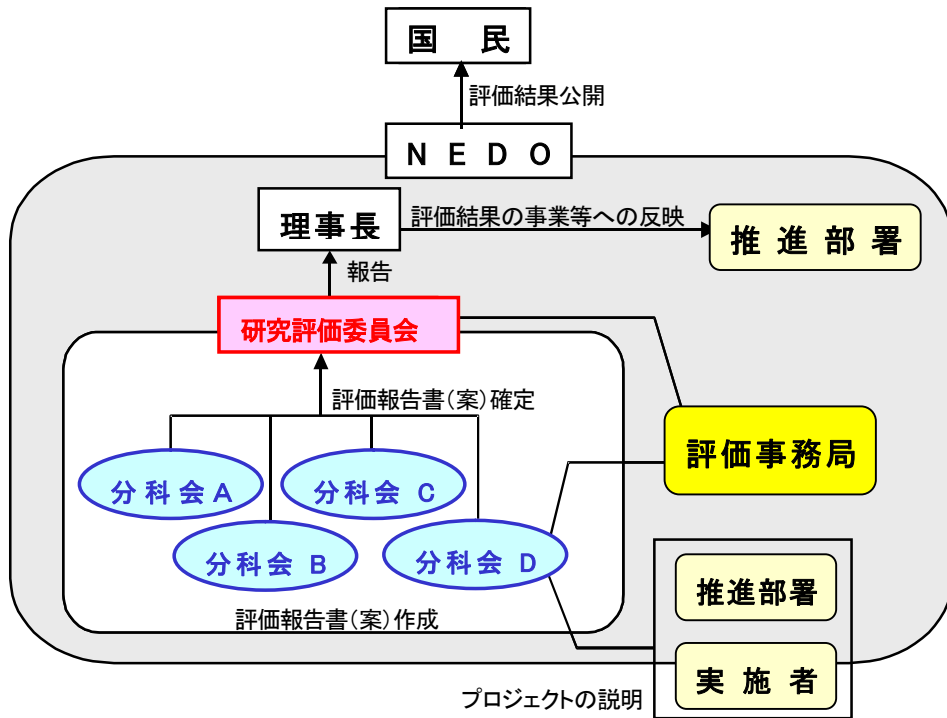 国 民
評価結果公開
N E D O
理事長
評価結果の事業等への反映
推 進 部 署
報告
研究評価委員会
評価報告書(案)確定
分科会 A
分科会 C
評価事務局
分科会 B
分科会 D
推進部署
評価報告書(案)作成
実 施 者
プロジェクトの説明